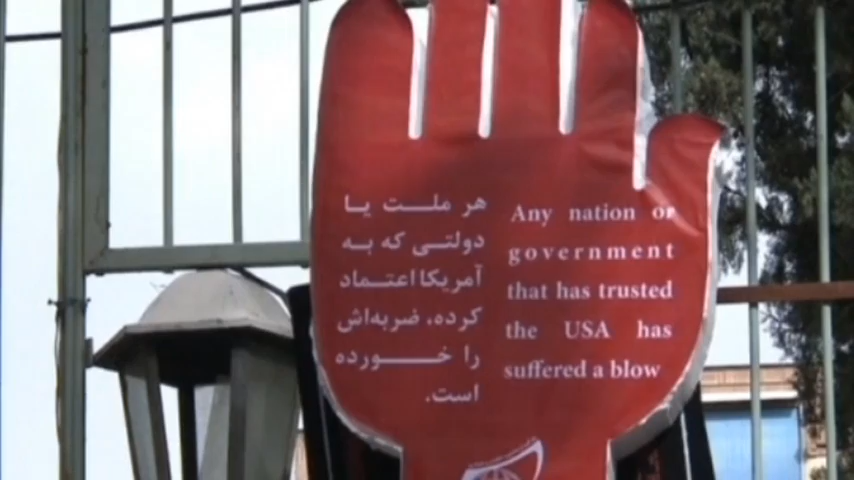 هر ملت یا
دولتی که به
آمریکا اعتماد
کرده، ضربه‌اش
را خورده
است.
Any nation or
government
that has trusted
the USA has
suffered a blow